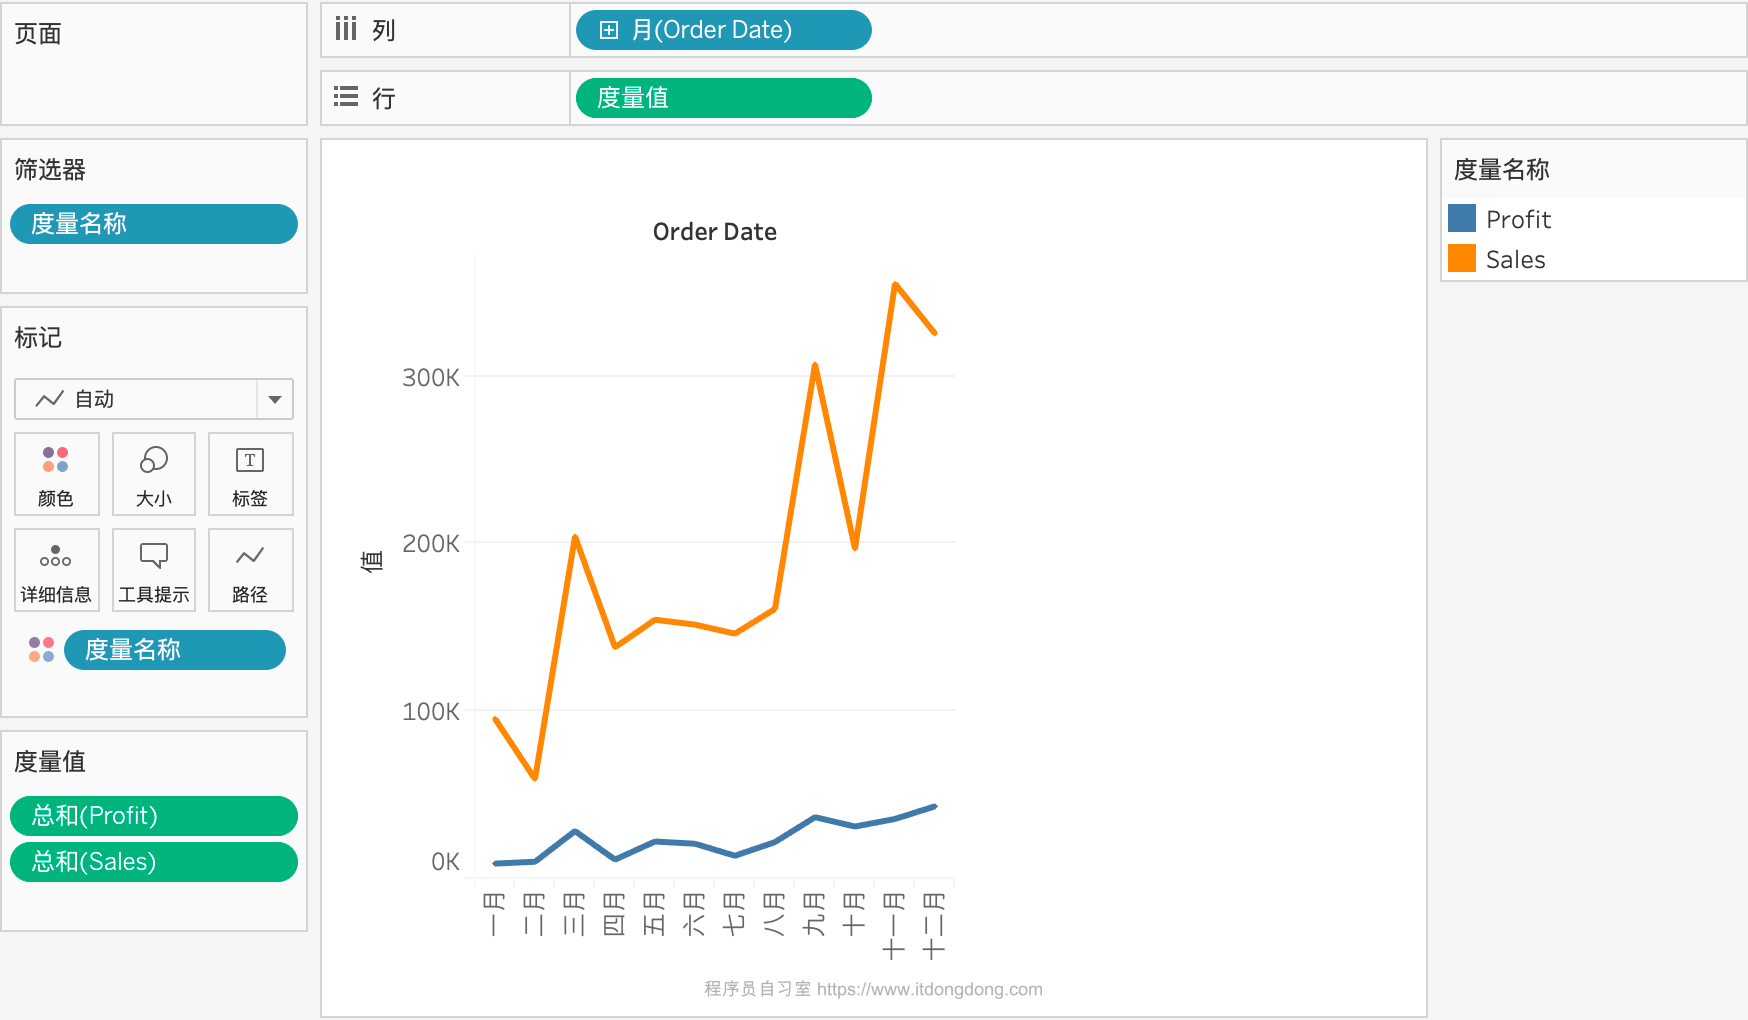 页面
列
月(Order Date)
行
度量值
筛选器
度量名称
标记
自动
颜色
大小
T
标签
详细信息
工具提示
路径
度量名称
度量值
总和(Profit)
总和(Sales)
Order Date
值
300K
200K
100K
0K
一月
二月
三月
四月
五月
六月
七月
八月
九月
十月
十一月
十二月
程序员自习室 https://www.itdongdong.com
度量名称
Profit
Sales